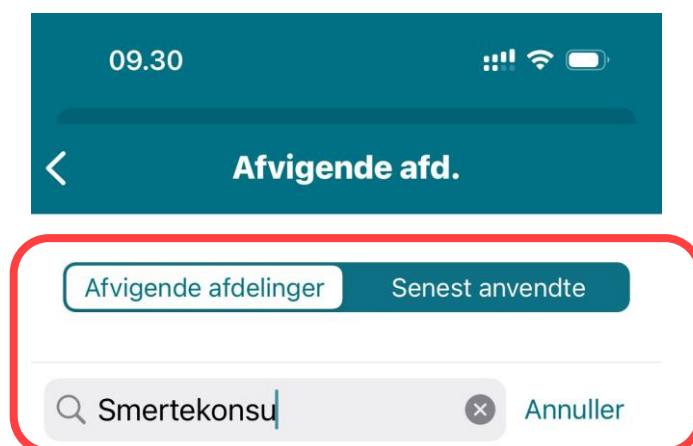 09.30
Afvigende afd.
Afvigende afdelinger Senest anvendte
Smertekonsu Annuller